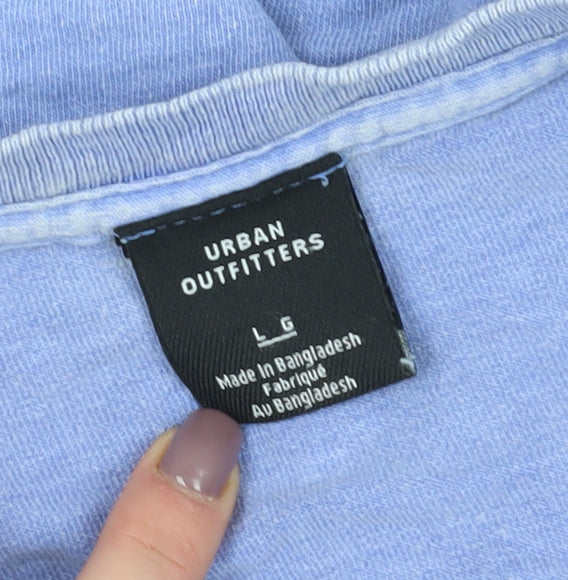 URBAN
OUTFITTERS
L G
Made In Bangladesh
Fabriqué
Au Bangladesh